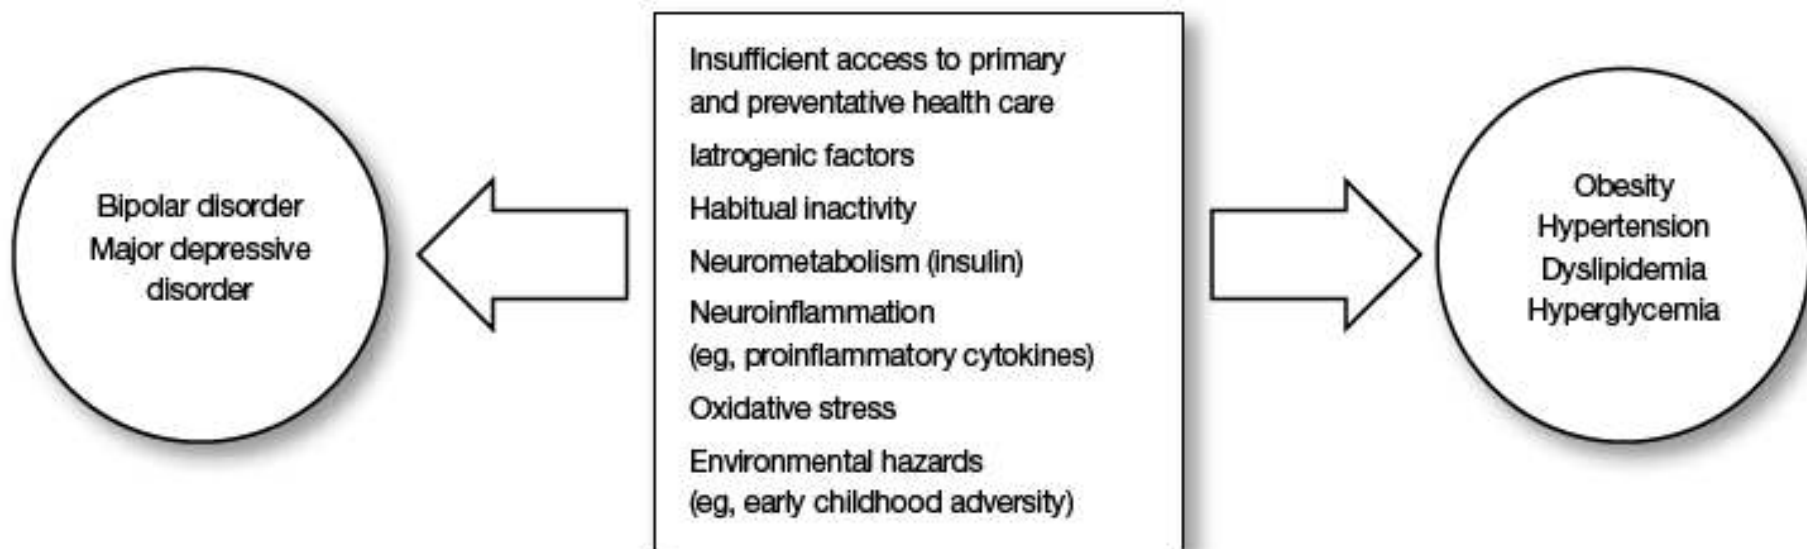 Bipolar disorder
Major depressive
disorder
Insufficient access to primary
and preventative health care
Iatrogenic factors
Habitual inactivity
Neurometabolism (insulin)
Neuroinflammation
(eg, proinflammatory cytokines)
Oxidative stress
Environmental hazards
(eg, early childhood adversity)
Obesity
Hypertension
Dyslipidemia
Hyperglycemia